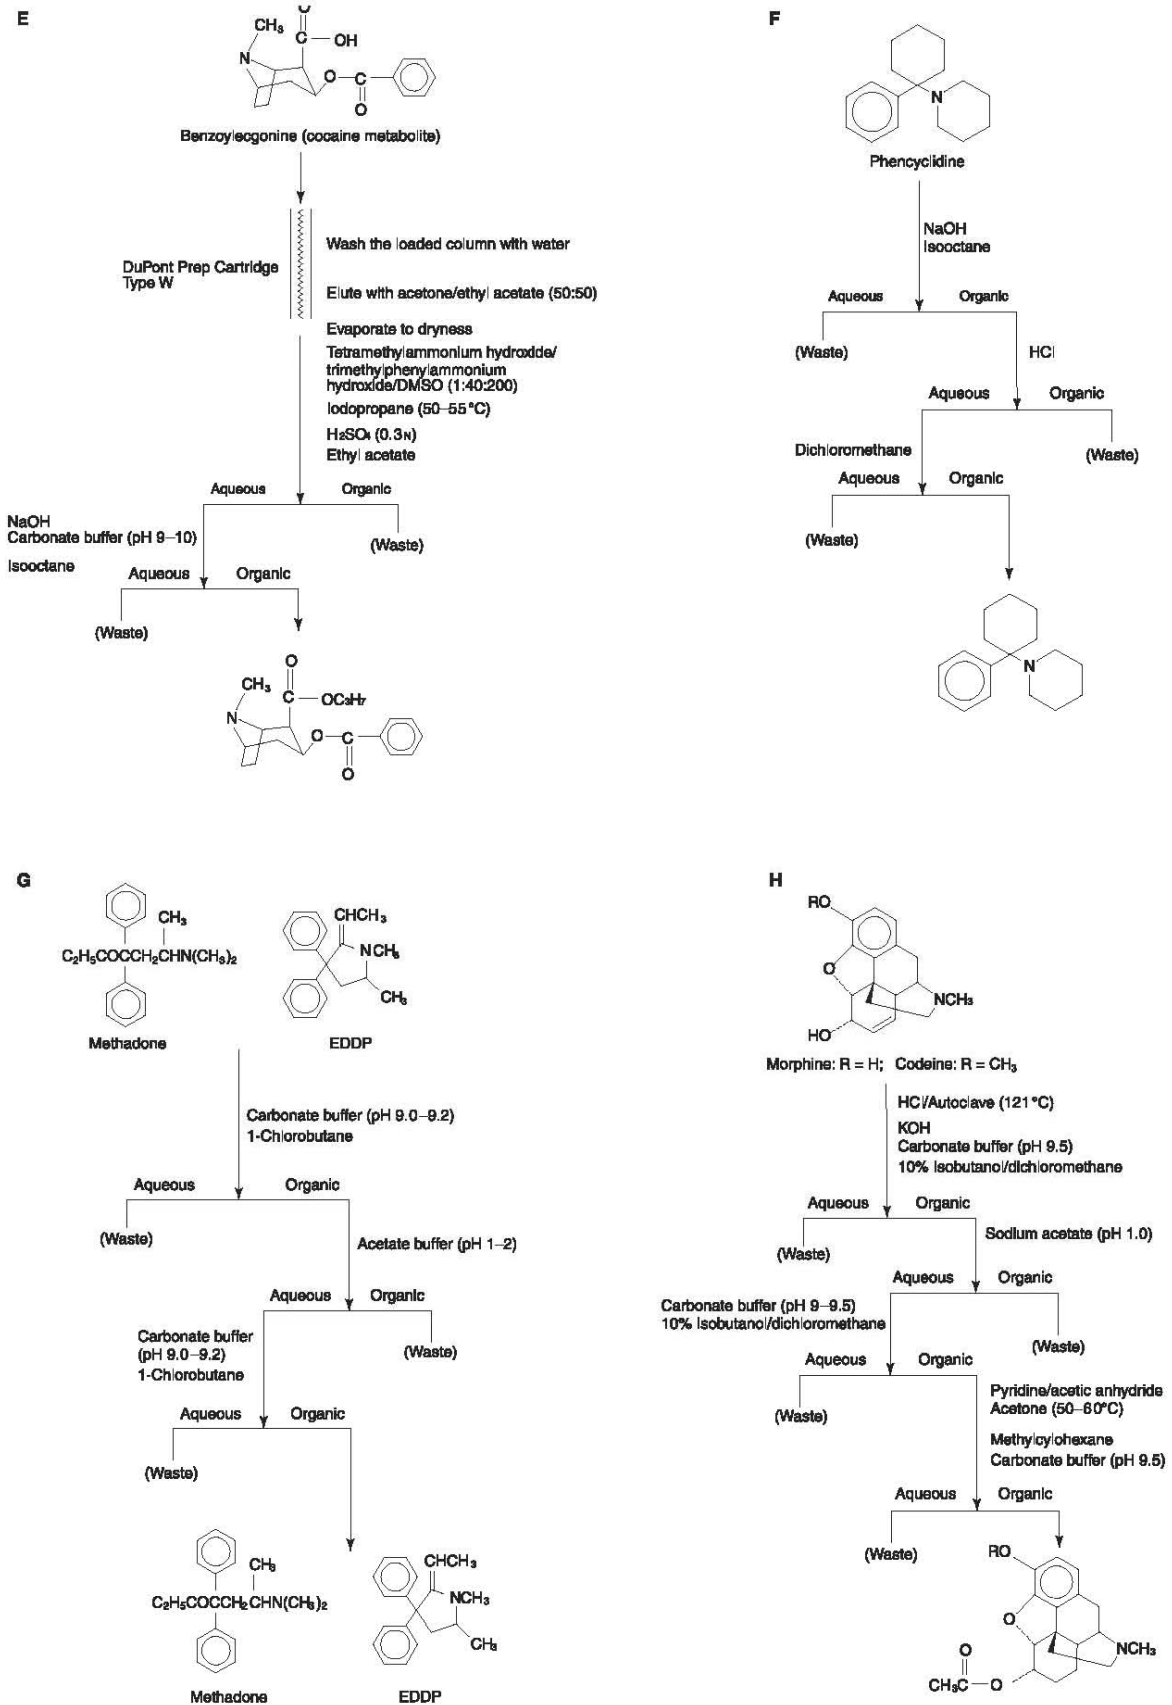 E
O
CH₃
C
OH
N
O
C
O
Benzoylecgonine (cocaine metabolite)
DuPont Prep Cartridge
Type W
Wash the loaded column with water
Elute with acetone/ethyl acetate (50:50)
Evaporate to dryness
Tetramethylammonium hydroxide/
trimethylphenylammonium
hydroxide/DMSO (1:40:200)
Iodopropane (50–55°C)
H₂SO₄ (0.3N)
Ethyl acetate
Aqueous
Organic
NaOH
Carbonate buffer (pH 9–10)
Isooctane
(Waste)
Aqueous
Organic
(Waste)
O
CH₃
C
OC₃H₇
N
O
C
O
F
N
Phencyclidine
NaOH
Isooctane
Aqueous
Organic
(Waste)
HCl
Aqueous
Organic
Dichloromethane
(Waste)
Aqueous
Organic
(Waste)
N
G
CH₃
C₂H₅COCCH₂CHN(CH₃)₂
Methadone
CHCH₃
NCH₃
CH₃
EDDP
Carbonate buffer (pH 9.0–9.2)
1-Chlorobutane
Aqueous
Organic
(Waste)
Acetate buffer (pH 1–2)
Aqueous
Organic
Carbonate buffer
(pH 9.0–9.2)
1-Chlorobutane
(Waste)
Aqueous
Organic
(Waste)
CH₃
C₂H₅COCCH₂CHN(CH₃)₂
Methadone
CHCH₃
NCH₃
CH₃
EDDP
H
RO
O
NCH₃
HO
Morphine: R = H; Codeine: R = CH₃
HCl/Autoclave (121°C)
KOH
Carbonate buffer (pH 9.5)
10% Isobutanol/dichloromethane
Aqueous
Organic
(Waste)
Sodium acetate (pH 1.0)
Aqueous
Organic
Carbonate buffer (pH 9–9.5)
10% Isobutanol/dichloromethane
(Waste)
Aqueous
Organic
(Waste)
Pyridine/acetic anhydride
Acetone (50–60°C)
Methylcylohexane
Carbonate buffer (pH 9.5)
Aqueous
Organic
(Waste)
RO
O
NCH₃
O
CH₃C
O